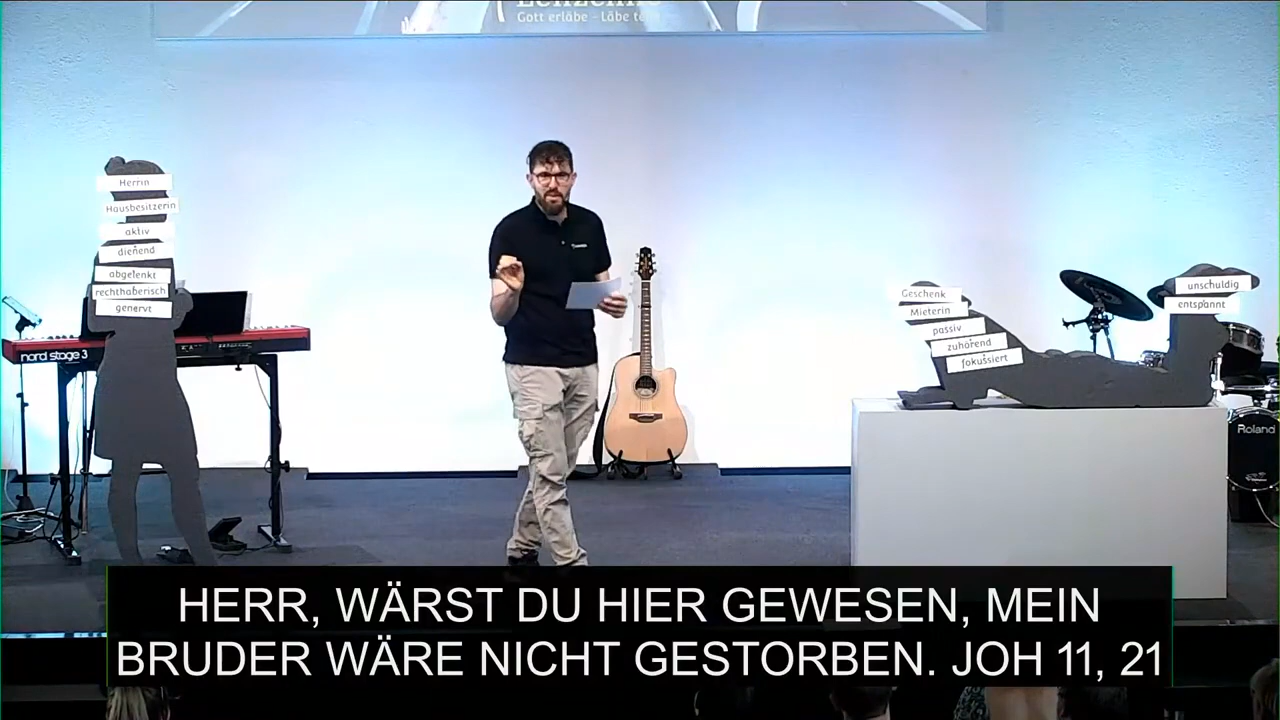 Gott erläbe - Läbe te
Herrin
Hausbesitzerin
aktiv
dienend
abgelenkt
rechthaberisch
genervt
nord stage 3
Geschenk
Mieterin
passiv
zuhörend
fokussiert
unschuldig
entspannt
Roland
HERR, WÄRST DU HIER GEWESEN, MEIN
BRUDER WÄRE NICHT GESTORBEN. JOH 11, 21